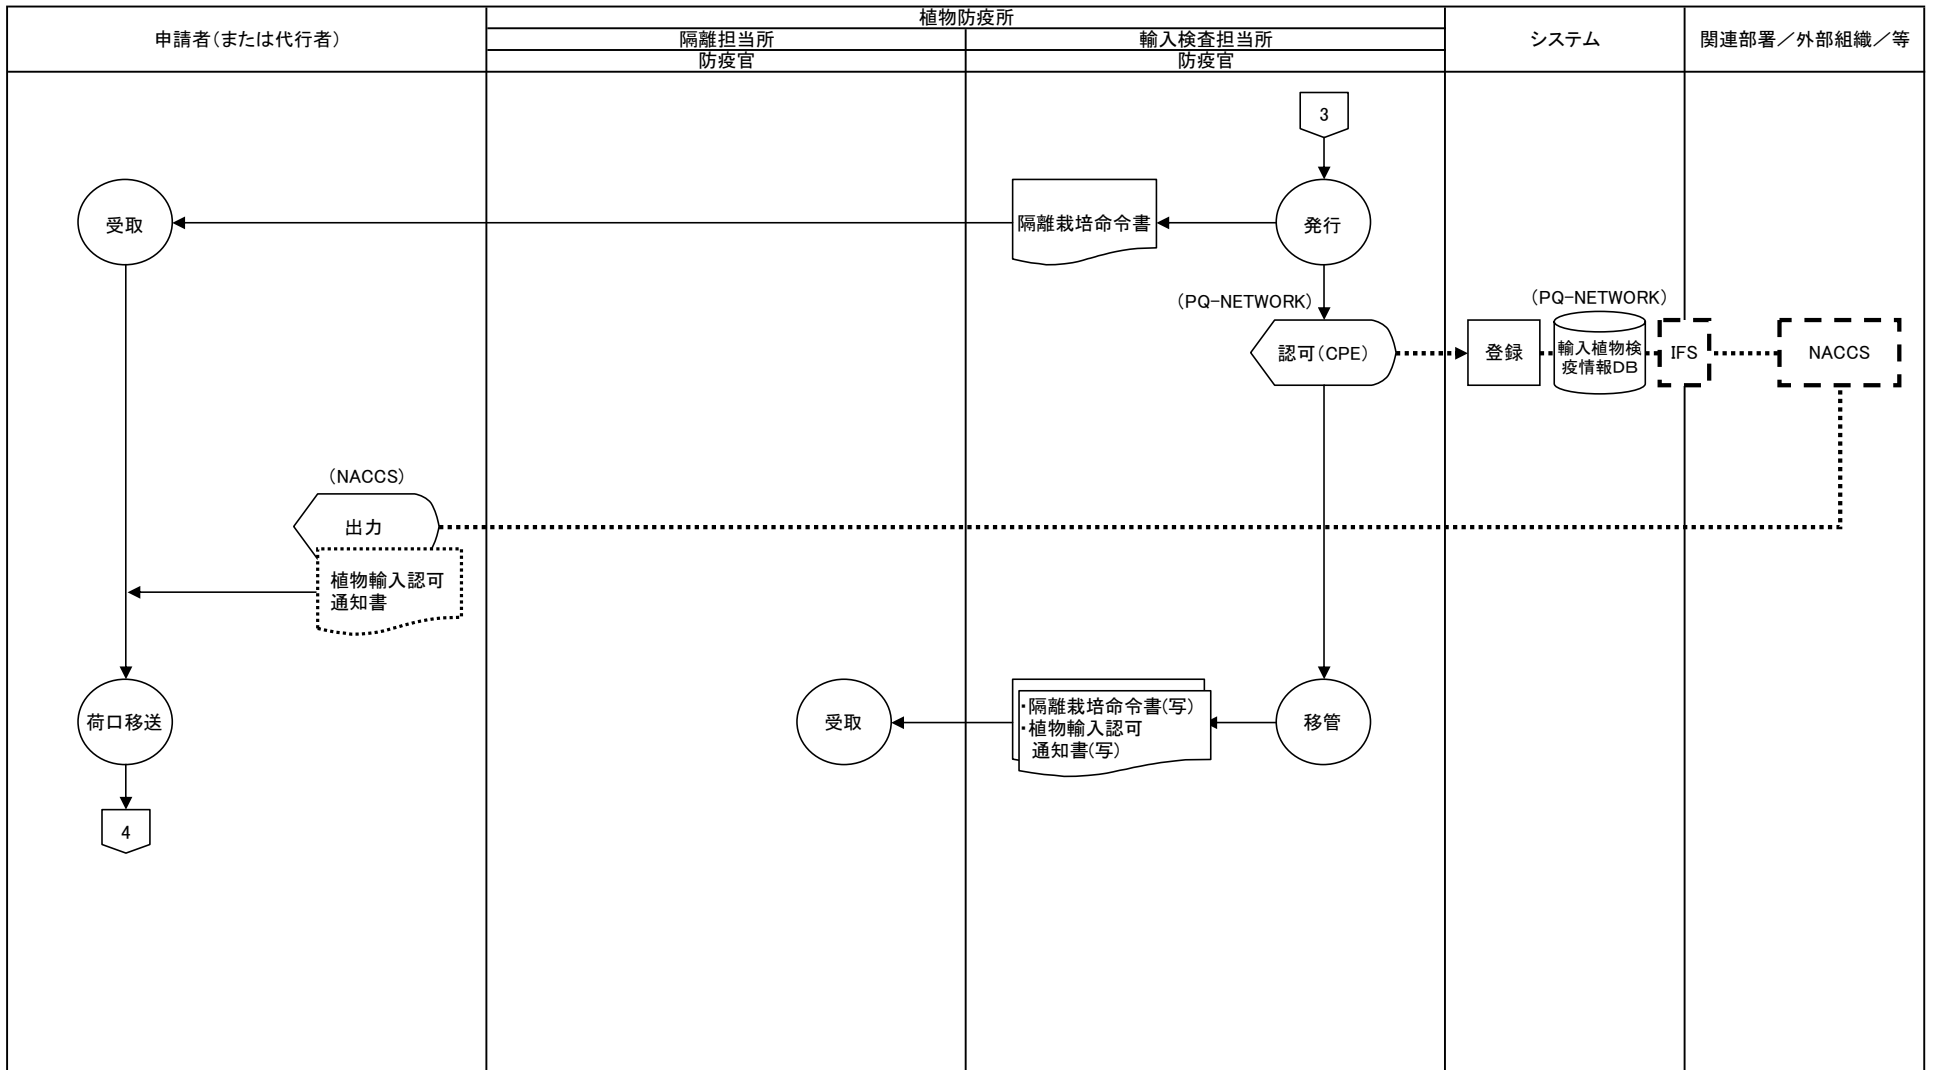 植物防疫所
申請者(または代行者)
隔離担当所
輸入検査担当所
システム
関連部署/外部組織/等
防疫官
防疫官
3
受取
隔離栽培命令書
発行
(PQ-NETWORK)
(PQ-NETWORK)
認可(CPE)
登録
輸入植物検
疫情報DB
IFS
NACCS
(NACCS)
出力
植物輸入認可
通知書
荷口移送
受取
・隔離栽培命令書(写)
・植物輸入認可
通知書(写)
移管
4